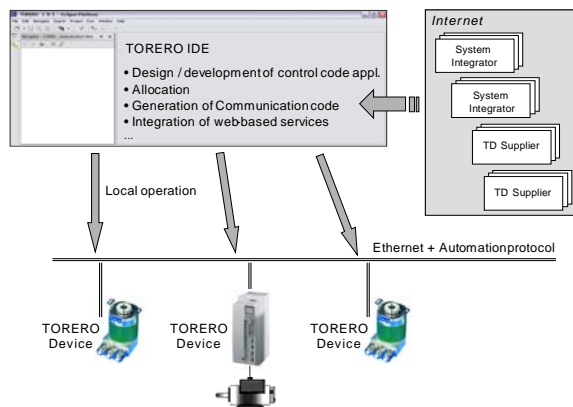 TORERO IDE
• Design / development of control code appl.
• Allocation
• Generation of Communication code
• Integration of web-based services
...
Internet
System
Integrator
System
Integrator
TD Supplier
TD Supplier
Local operation
Ethernet + Automationprotocol
TORERO
Device
TORERO
Device
TORERO
Device